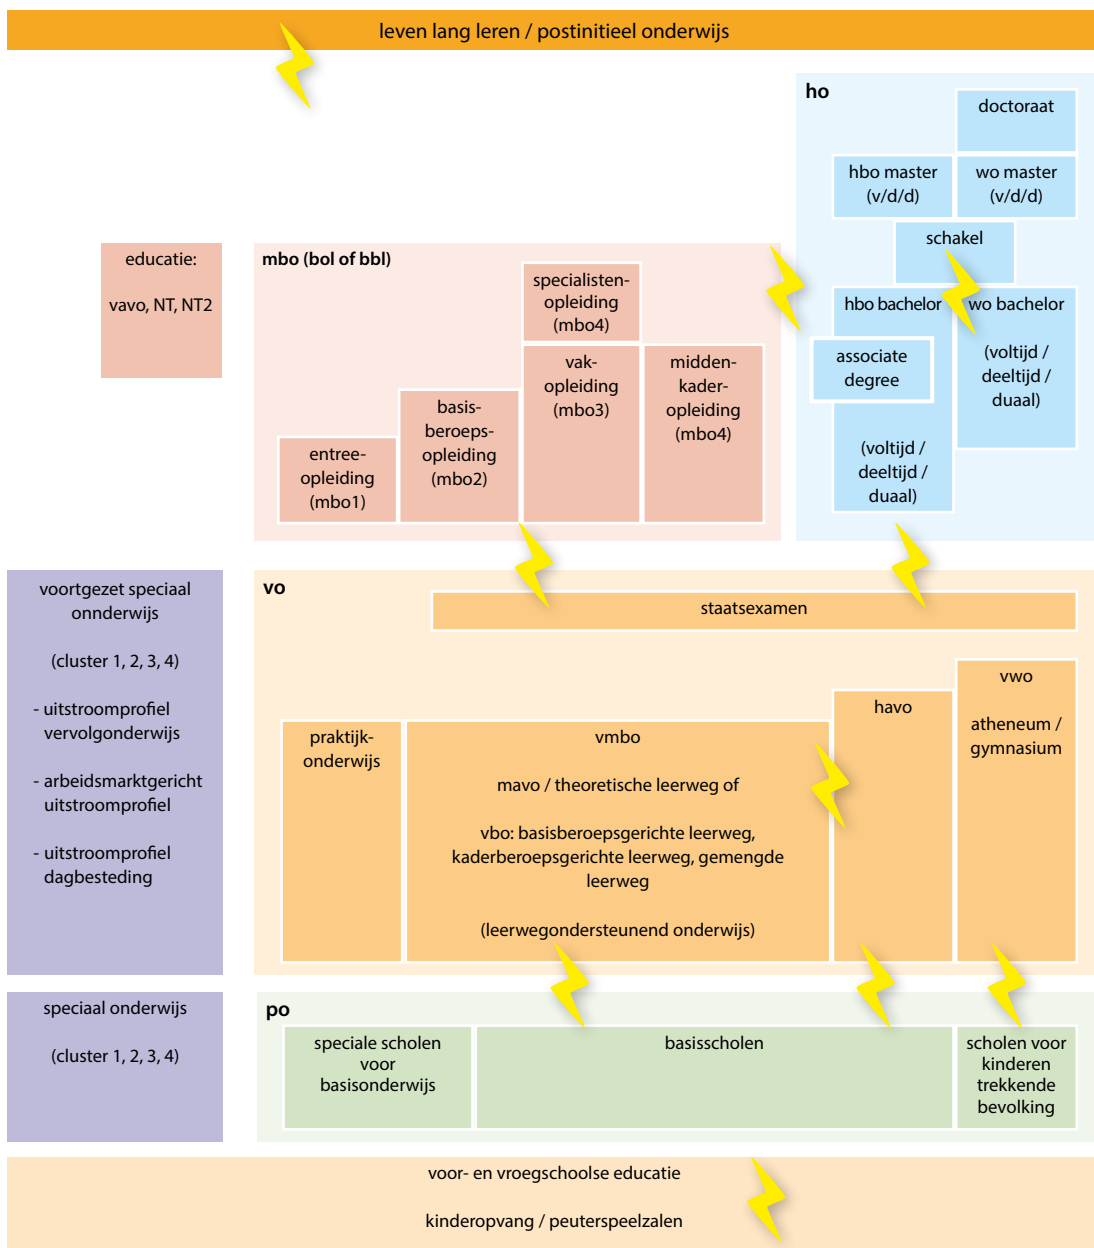 leven lang leren / postinitieel onderwijs
ho
doctoraat
hbo master
(v/d/d)
wo master
(v/d/d)
schakel
hbo bachelor
associate
degree
(voltijd /
deeltijd /
duaal)
wo bachelor
(voltijd /
deeltijd /
duaal)
educatie:
vavo, NT, NT2
mbo (bol of bbl)
entree-
opleiding
(mbo1)
basis-
beroeps-
opleiding
(mbo2)
specialisten-
opleiding
(mbo4)
vak-
opleiding
(mbo3)
midden-
kader-
opleiding
(mbo4)
voortgezet speciaal
onnderwijs
(cluster 1, 2, 3, 4)
- uitstroomprofiel
vervolgonderwijs
- arbeidsmarktgericht
uitstroomprofiel
- uitstroomprofiel
dagbesteding
vo
staatsexamen
praktijk-
onderwijs
vmbo
mavo / theoretische leerweg of
vbo: basisberoepsgerichte leerweg,
kaderberoepsgerichte leerweg, gemengde
leerweg
(leerwegondersteunend onderwijs)
havo
vwo
atheneum /
gymnasium
speciaal onderwijs
(cluster 1, 2, 3, 4)
po
speciale scholen
voor
basisonderwijs
basisscholen
scholen voor
kinderen
trekkende
bevolking
voor- en vroegschoolse educatie
kinderopvang / peuterspeelzalen